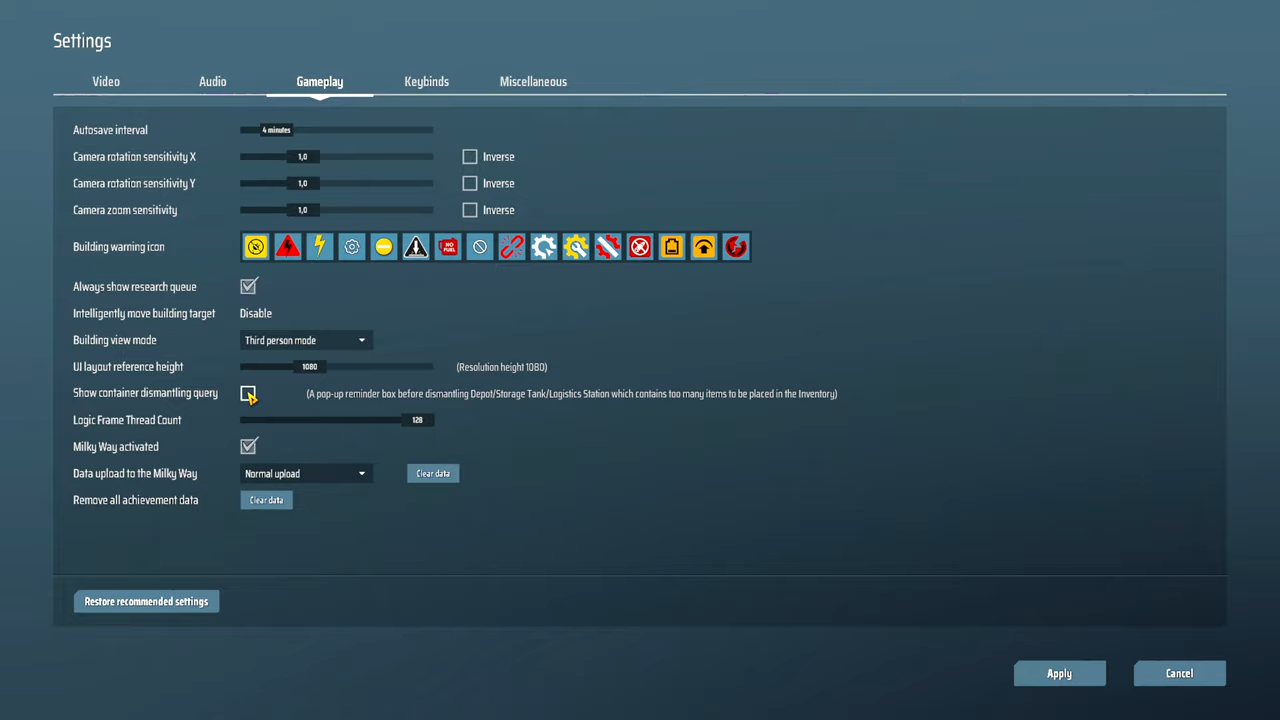 Settings
Video Audio Gameplay Keybinds Miscellaneous
Autosave interval 4 minutes
Camera rotation sensitivity X 1,0 Inverse
Camera rotation sensitivity Y 1,0 Inverse
Camera zoom sensitivity 1,0 Inverse
Building warning icon NO FUEL
Always show research queue
Intelligently move building target Disable
Building view mode Third person mode
UI layout reference height 1080 (Resolution height 1080)
Show container dismantling query (A pop-up reminder box before dismantling Depot/Storage Tank/Logistics Station which contains too many items to be placed in the Inventory)
Logic Frame Thread Count 128
Milky Way activated
Data upload to the Milky Way Normal upload Clear data
Remove all achievement data Clear data
Restore recommended settings
Apply Cancel